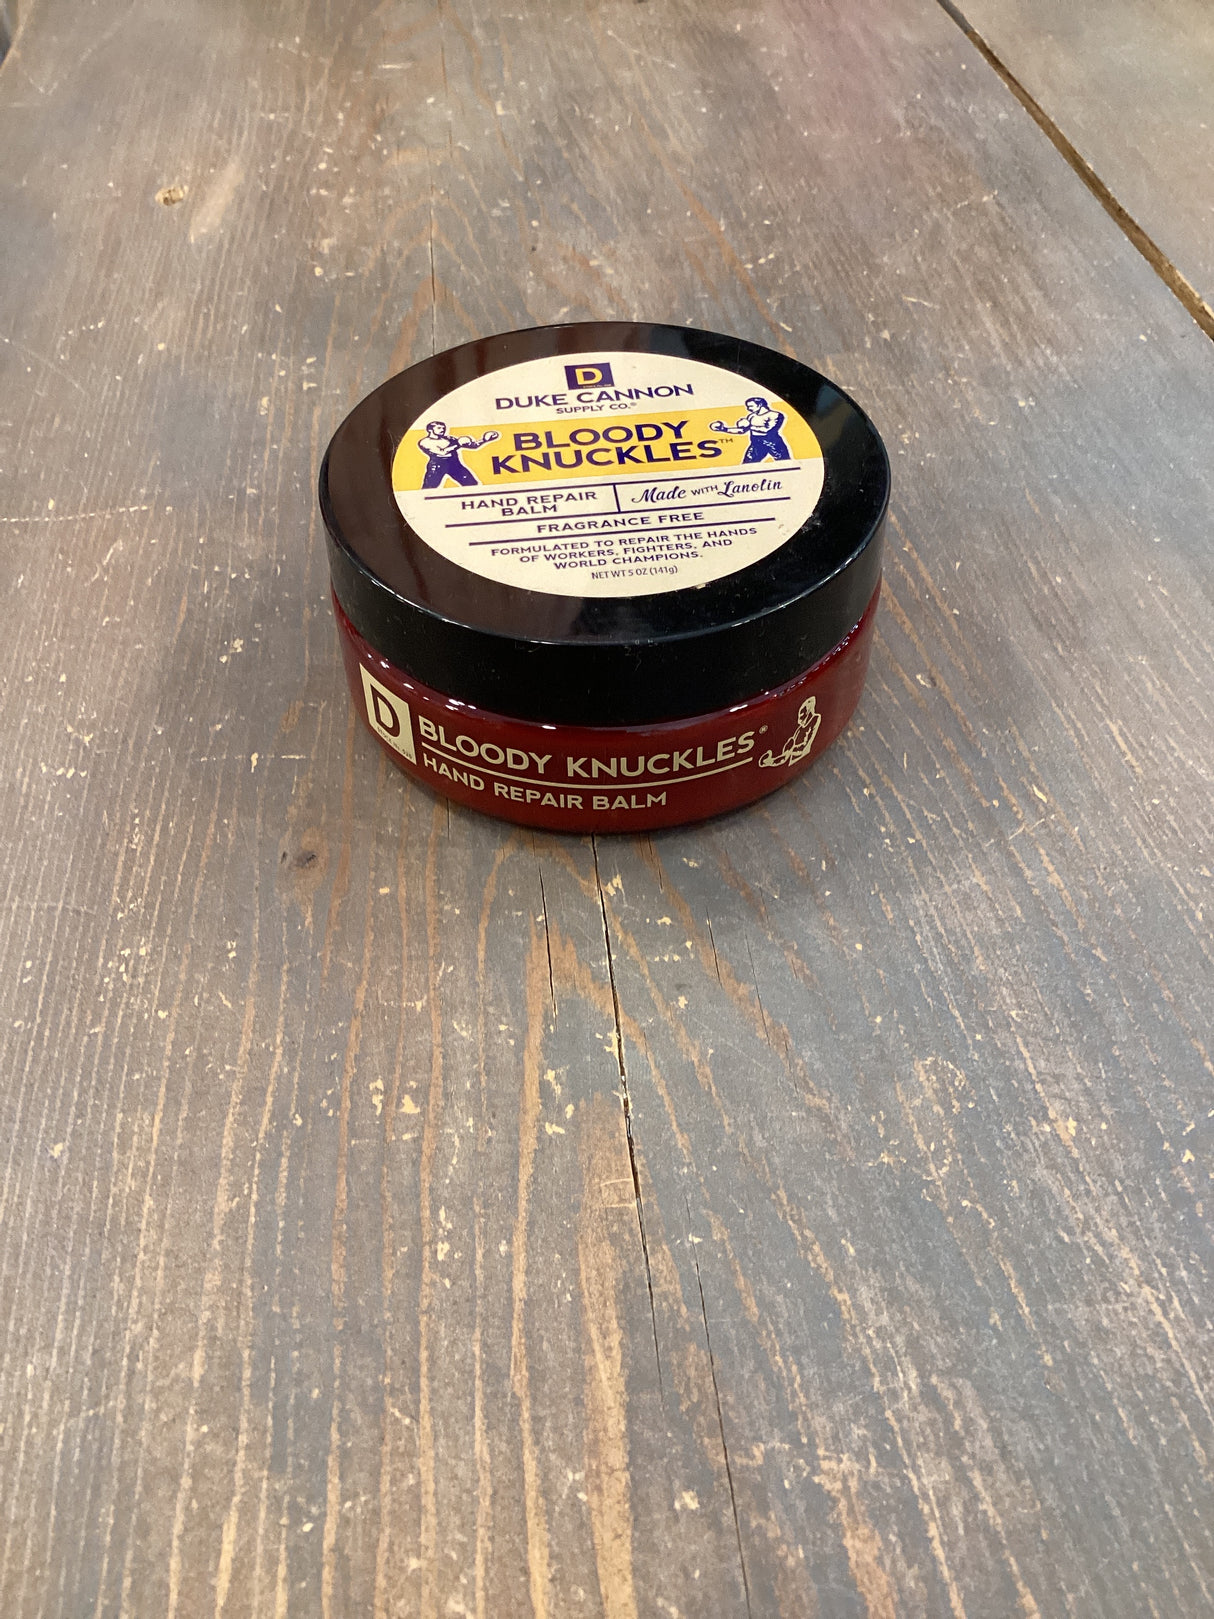 D
DUKE CANNON
SUPPLY CO.®
BLOODY
KNUCKLES™
HAND REPAIR
BALM
Made WITH Lanolin
FRAGRANCE FREE
FORMULATED TO REPAIR THE HANDS
OF WORKERS, FIGHTERS, AND
WORLD CHAMPIONS.
NET WT 5 OZ (141g)
D
BLOODY KNUCKLES®
HAND REPAIR BALM